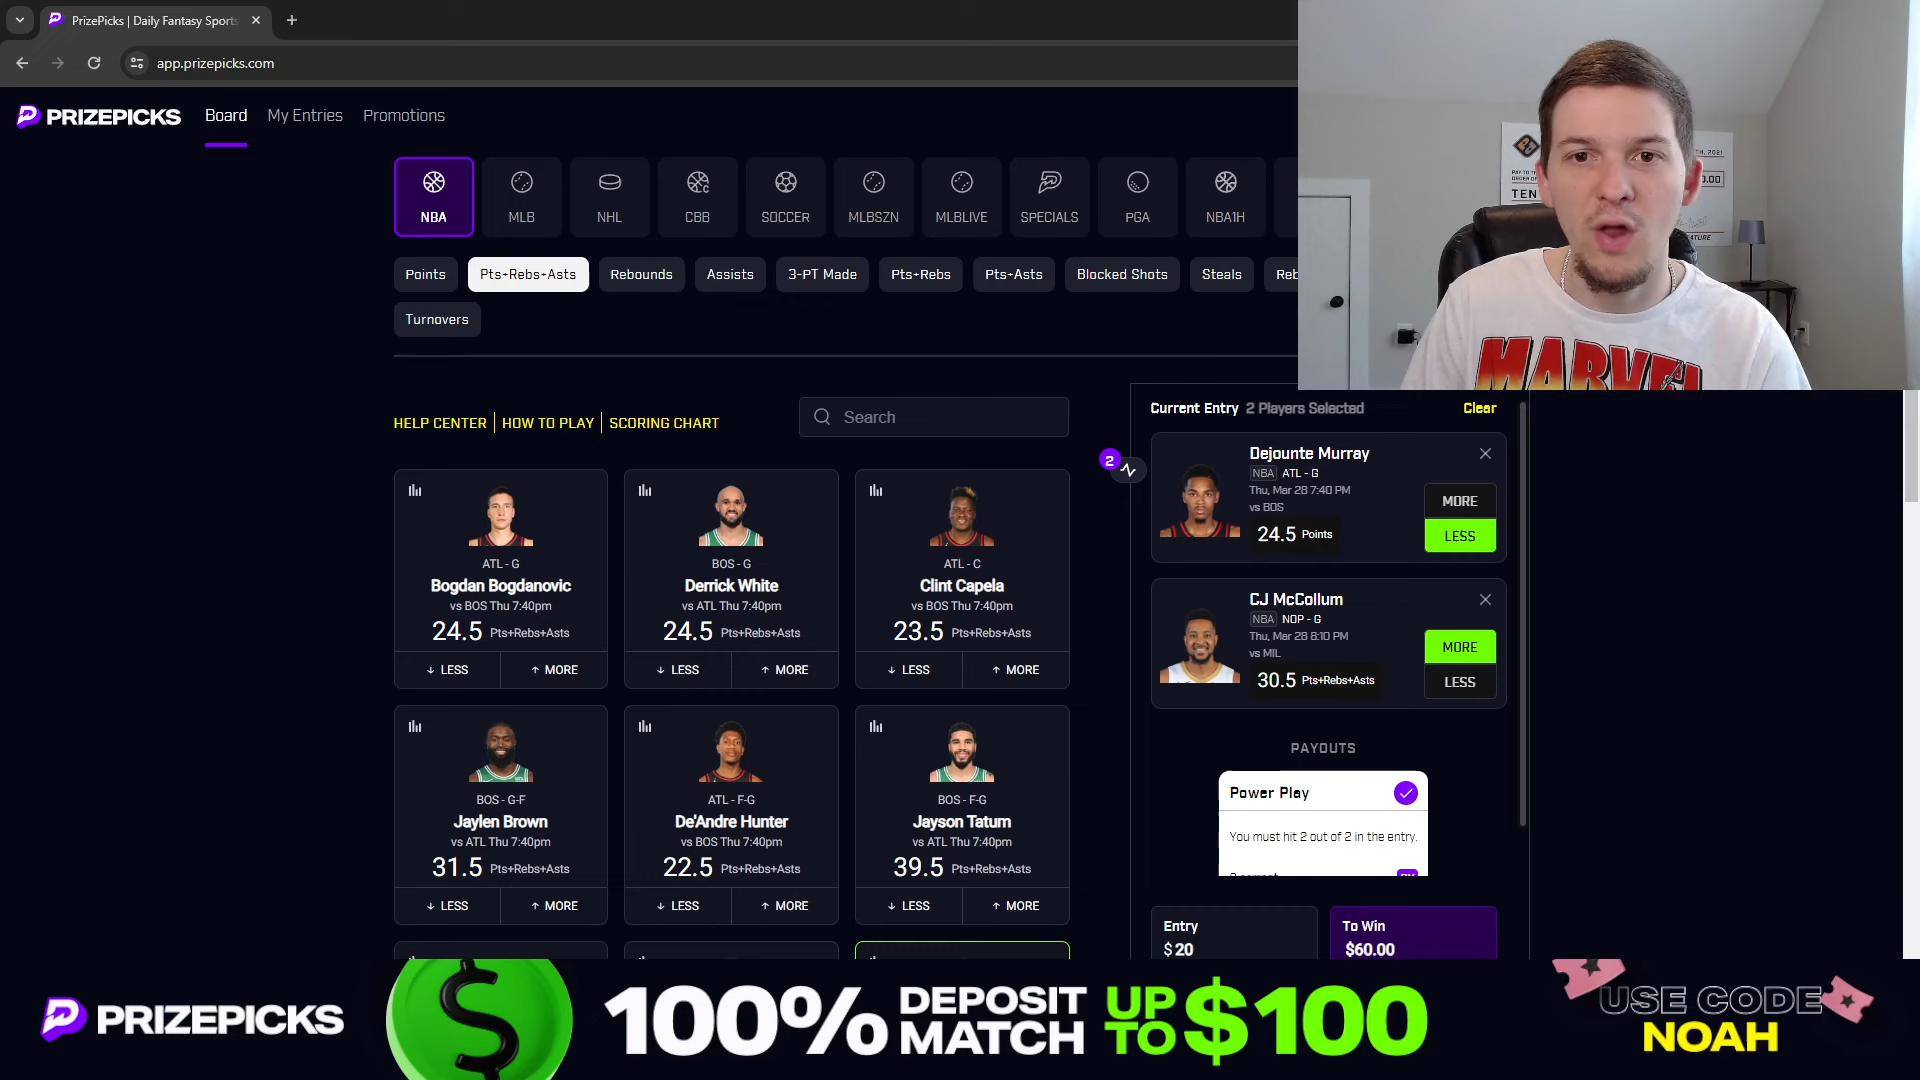 PrizePicks | Daily Fantasy Sports
app.prizepicks.com
PRIZEPICKS
Board
My Entries
Promotions
NBA
MLB
NHL
CBB
SOCCER
MLBSZN
MLBLIVE
SPECIALS
PGA
NBA1H
Points
Pts+Rebs+Asts
Rebounds
Assists
3-PT Made
Pts+Rebs
Pts+Asts
Blocked Shots
Steals
Reb
Turnovers
HELP CENTER
HOW TO PLAY
SCORING CHART
Search
ATL - G
Bogdan Bogdanovic
vs BOS Thu 7:40pm
24.5 Pts+Rebs+Asts
↓ LESS
↑ MORE
BOS - G
Derrick White
vs ATL Thu 7:40pm
24.5 Pts+Rebs+Asts
↓ LESS
↑ MORE
ATL - C
Clint Capela
vs BOS Thu 7:40pm
23.5 Pts+Rebs+Asts
↓ LESS
↑ MORE
BOS - G-F
Jaylen Brown
vs ATL Thu 7:40pm
31.5 Pts+Rebs+Asts
↓ LESS
↑ MORE
ATL - F-G
De'Andre Hunter
vs BOS Thu 7:40pm
22.5 Pts+Rebs+Asts
↓ LESS
↑ MORE
BOS - F-G
Jayson Tatum
vs ATL Thu 7:40pm
39.5 Pts+Rebs+Asts
↓ LESS
↑ MORE
Current Entry 2 Players Selected
Clear
2
Dejounte Murray
NBA ATL - G
Thu, Mar 28 7:40 PM
vs BOS
24.5 Points
MORE
LESS
CJ McCollum
NBA NOP - G
Thu, Mar 28 8:10 PM
vs MIL
30.5 Pts+Rebs+Asts
MORE
LESS
PAYOUTS
Power Play
You must hit 2 out of 2 in the entry.
Entry
$ 20
To Win
$60.00
MARVEL
TEN
PRIZEPICKS
100% DEPOSIT MATCH UP TO $100
USE CODE
NOAH